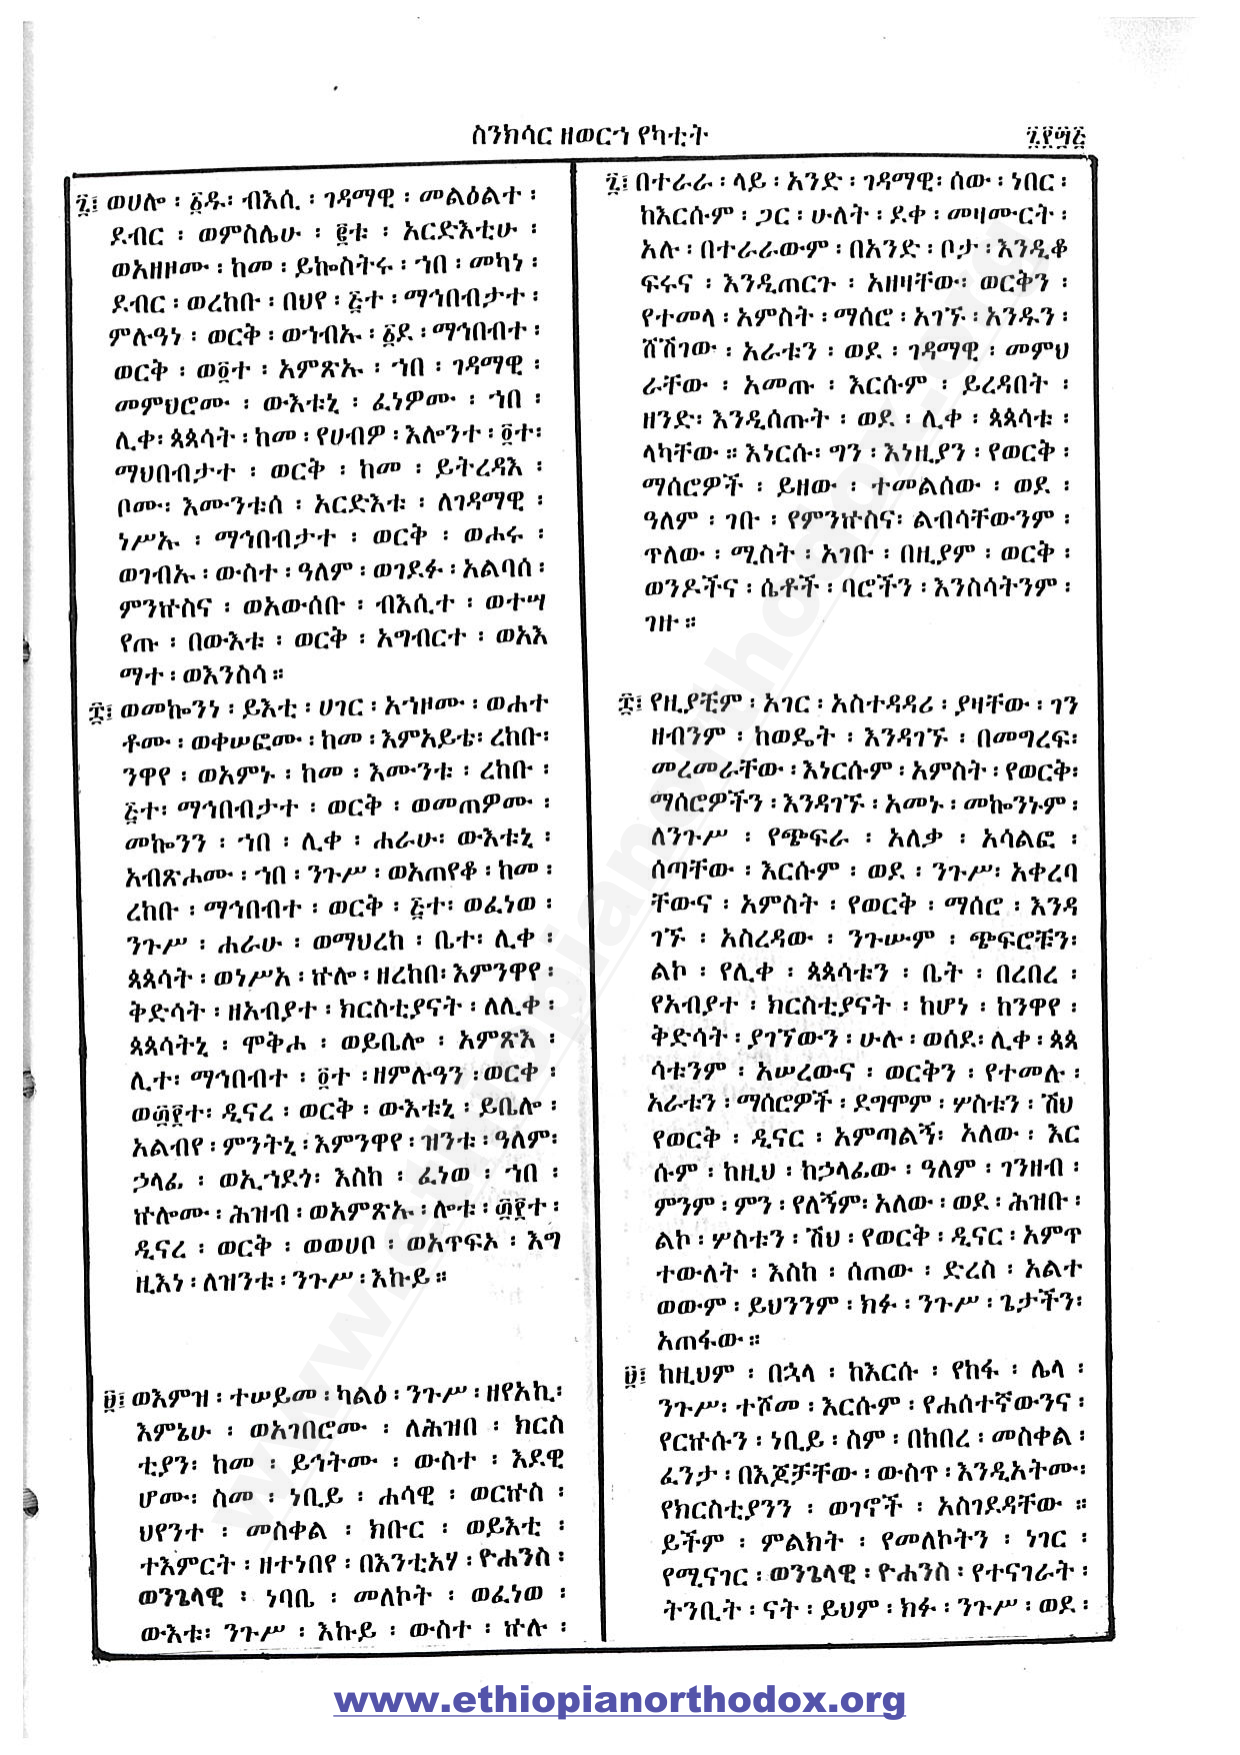 ስንክሳር ዘወርኀ የካቲት
፯፤ ወሀሎ ፡ ፩ዱ፡ ብእሲ ፡ ገዳማዊ ፡ መልዕልተ ፡
ደብር ፡ ወምስሌሁ ፡ ፪ቱ ፡ አርድእቲሁ ፡
ወአዘዞሙ ፡ ከመ ፡ ይኰስትሩ ፡ ኀበ ፡ መካነ ፡
ደብር ፡ ወረከቡ ፡ በህየ ፡ ፭ተ ፡ ማኅበብታተ ፡
ምሉዓነ ፡ ወርቅ ፡ ወኀብኡ ፡ ፩ደ ፡ ማኅበብተ ፡
ወርቅ ፡ ወ፬ተ ፡ አምጽኡ ፡ ኀበ ፡ ገዳማዊ ፡
መምህሮሙ ፡ ውእቱኒ ፡ ፈነዎሙ ፡ ኀበ ፡
ሊቀ፡ ጳጳሳት ፡ ከመ ፡ የሀብዎ ፡ እሎንተ ፡ ፬ተ፡
ማህበብታተ ፡ ወርቅ ፡ ከመ ፡ ይትረዳእ ፡
ቦሙ፡ እሙንቱሰ ፡ አርድእቱ ፡ ለገዳማዊ ፡
ነሥኡ ፡ ማኅበብታተ ፡ ወርቅ ፡ ወሖሩ ፡
ወገብኡ ፡ ውስተ ፡ ዓለም ፡ ወገደፉ ፡ አልባሰ ፡
ምንኵስና ፡ ወአውሰቡ ፡ ብእሲተ ፡ ወተሣ
የጡ ፡ በውእቱ ፡ ወርቅ ፡ አግብርተ ፡ ወአእ
ማተ ፡ ወእንስሳ ።
፰፤ ወመኰንነ ፡ ይእቲ ፡ ሀገር ፡ አኀዞሙ ፡ ወሐተ
ቶሙ ፡ ወቀሠፎሙ ፡ ከመ ፡ እምአይቴ፡ ረከቡ፡
ንዋየ ፡ ወአምኑ ፡ ከመ ፡ እሙንቱ ፡ ረከቡ ፡
፭ተ፡ ማኅበብታተ ፡ ወርቅ ፡ ወመጠዎሙ ፡
መኰንን ፡ ኀበ ፡ ሊቀ ፡ ሐራሁ፡ ውእቱኒ ፡
አብጽሖሙ ፡ ኀበ ፡ ንጉሥ ፡ ወአጠየቆ ፡ ከመ ፡
ረከቡ ፡ ማኅበብተ ፡ ወርቅ ፡ ፭ተ፡ ወፈነወ ፡
ንጉሥ ፡ ሐራሁ ፡ ወማህረከ ፡ ቤተ፡ ሊቀ ፡
ጳጳሳት ፡ ወነሥአ ፡ ኵሎ ፡ ዘረከበ፡ እምንዋየ ፡
ቅድሳት ፡ ዘአብያተ ፡ ክርስቲያናት ፡ ለሊቀ ፡
ጳጳሳትኒ ፡ ሞቅሖ ፡ ወይቤሎ ፡ አምጽእ ፡
ሊተ፡ ማኅበብተ ፡ ፬ተ ፡ ዘምሉዓን ፡ ወርቀ ፡
ወ፴፻ተ፡ ዲናረ ፡ ወርቅ ፡ ውእቱኒ ፡ ይቤሎ ፡
አልብየ ፡ ምንትኒ ፡ እምንዋየ ፡ ዝንቱ ፡ ዓለም፡
ኃላፊ ፡ ወኢኀደጎ፡ እስከ ፡ ፈነወ ፡ ኀበ ፡
ኵሎሙ ፡ ሕዝብ ፡ ወአምጽኡ ፡ ሎቱ ፡ ፴፻ተ ፡
ዲናረ ፡ ወርቅ ፡ ወወሀቦ ፡ ወአጥፍኦ ፡ እግ
ዚእነ ፡ ለዝንቱ ፡ ንጉሥ ፡ እኩይ ።
፱፤ ወእምዝ ፡ ተሠይመ ፡ ካልዕ ፡ ንጉሥ ፡ ዘየአኪ፡
እምኔሁ ፡ ወአገበሮሙ ፡ ለሕዝበ ፡ ክርስ
ቲያን፡ ከመ ፡ ይኅትሙ ፡ ውስተ ፡ እደዊ
ሆሙ፡ ስመ ፡ ነቢይ ፡ ሐሳዊ ፡ ወርኩስ ፡
ህየንተ ፡ መስቀል ፡ ክቡር ፡ ወይእቲ ፡
ተእምርት ፡ ዘተነበየ ፡ በእንቲአሃ ፡ ዮሐንስ ፡
ወንጌላዊ ፡ ነባቤ ፡ መለኮት ፡ ወፈነወ ፡
ውእቱ፡ ንጉሥ ፡ እኩይ ፡ ውስተ ፡ ኵሉ ፡
፯፤ በተራራ ፡ ላይ ፡ አንድ ፡ ገዳማዊ፡ ሰው ፡ ነበር ፡
ከእርሱም ፡ ጋር ፡ ሁለት ፡ ደቀ ፡ መዛሙርት ፡
አሉ ፡ በተራራውም ፡ በአንድ ፡ ቦታ ፡ እንዲቆ
ፍሩና ፡ እንዲጠርጉ ፡ አዘዛቸው፡ ወርቅን ፡
የተመላ ፡ አምስት ፡ ማሰሮ ፡ አገኙ ፡ አንዱን ፡
ሸሽገው ፡ አራቱን ፡ ወደ ፡ ገዳማዊ ፡ መምህ
ራቸው ፡ አመጡ ፡ እርሱም ፡ ይረዳበት ፡
ዘንድ፡ እንዲሰጡት ፡ ወደ ፡ ሊቀ ፡ ጳጳሳቱ ፡
ላካቸው ። እነርሱ፡ ግን ፡ እነዚያን ፡ የወርቅ ፡
ማሰሮዎች ፡ ይዘው ፡ ተመልሰው ፡ ወደ ፡
ዓለም ፡ ገቡ ፡ የምንኵስና፡ ልብሳቸውንም ፡
ጥለው ፡ ሚስት ፡ አገቡ ፡ በዚያም ፡ ወርቅ ፡
ወንዶችና ፡ ሴቶች ፡ ባሮችን ፡ እንስሳትንም ፡
ገዙ ።
፰፤ የዚያቺም ፡ አገር ፡ አስተዳዳሪ ፡ ያዛቸው ፡ ገን
ዘብንም ፡ ከወዴት ፡ እንዳገኙ ፡ በመግረፍ፡
መረመራቸው ፡ እነርሱም ፡ አምስት ፡ የወርቅ፡
ማሰሮዎችን ፡ እንዳገኙ ፡ አመኑ ፡ መኰንኑም ፡
ለንጉሥ ፡ የጭፍራ ፡ አለቃ ፡ አሳልፎ ፡
ሰጣቸው ፡ እርሱም ፡ ወደ ፡ ንጉሥ፡ አቀረባ
ቸውና ፡ አምስት ፡ የወርቅ ፡ ማሰሮ ፡ እንዳ
ገኙ ፡ አስረዳው ፡ ንጉሡም ፡ ጭፍሮቹን፡
ልኮ ፡ የሊቀ ፡ ጳጳሳቱን ፡ ቤት ፡ በረበረ ፡
የአብያተ ፡ ክርስቲያናት ፡ ከሆነ ፡ ከንዋየ ፡
ቅድሳት ፡ ያገኘውን ፡ ሁሉ ፡ ወሰደ፡ ሊቀ ፡ ጳጳ
ሳቱንም ፡ አሠረውና ፡ ወርቅን ፡ የተመሉ ፡
አራቱን ፡ ማሰሮዎች ፡ ደግሞም ፡ ሦስቱን ፡ ሽህ
የወርቅ ፡ ዲናር ፡ አምጣልኝ፡ አለው ፡ እር
ሱም ፡ ከዚህ ፡ ከኃላፊው ፡ ዓለም ፡ ገንዘብ ፡
ምንም ፡ ምን ፡ የለኝም፡ አለው ፡ ወደ ፡ ሕዝቡ ፡
ልኮ ፡ ሦስቱን ፡ ሽህ ፡ የወርቅ ፡ ዲናር ፡ አምጥ
ተውለት ፡ እስከ ፡ ሰጠው ፡ ድረስ ፡ አልተ
ወውም ፡ ይህንንም ፡ ክፉ ፡ ንጉሥ ፡ ጌታችን፡
አጠፋው ።
፱፤ ከዚህም ፡ በኋላ ፡ ከእርሱ ፡ የከፋ ፡ ሌላ ፡
ንጉሥ፡ ተሾመ ፡ እርሱም ፡ የሐሰተኛውንና ፡
የርኵሱን ፡ ነቢይ ፡ ስም ፡ በከበረ ፡ መስቀል ፡
ፈንታ ፡ በእጆቻቸው ፡ ውስጥ ፡ እንዲአትሙ፡
የክርስቲያንን ፡ ወገኖች ፡ አስገደዳቸው ።
ይችም ፡ ምልክት ፡ የመለኮትን ፡ ነገር ፡
የሚናገር ፡ ወንጌላዊ ፡ ዮሐንስ ፡ የተናገራት ፡
ትንቢት ፡ ናት ፡ ይህም ፡ ክፉ ፡ ንጉሥ ፡ ወደ ፡
www.ethiopianorthodox.org